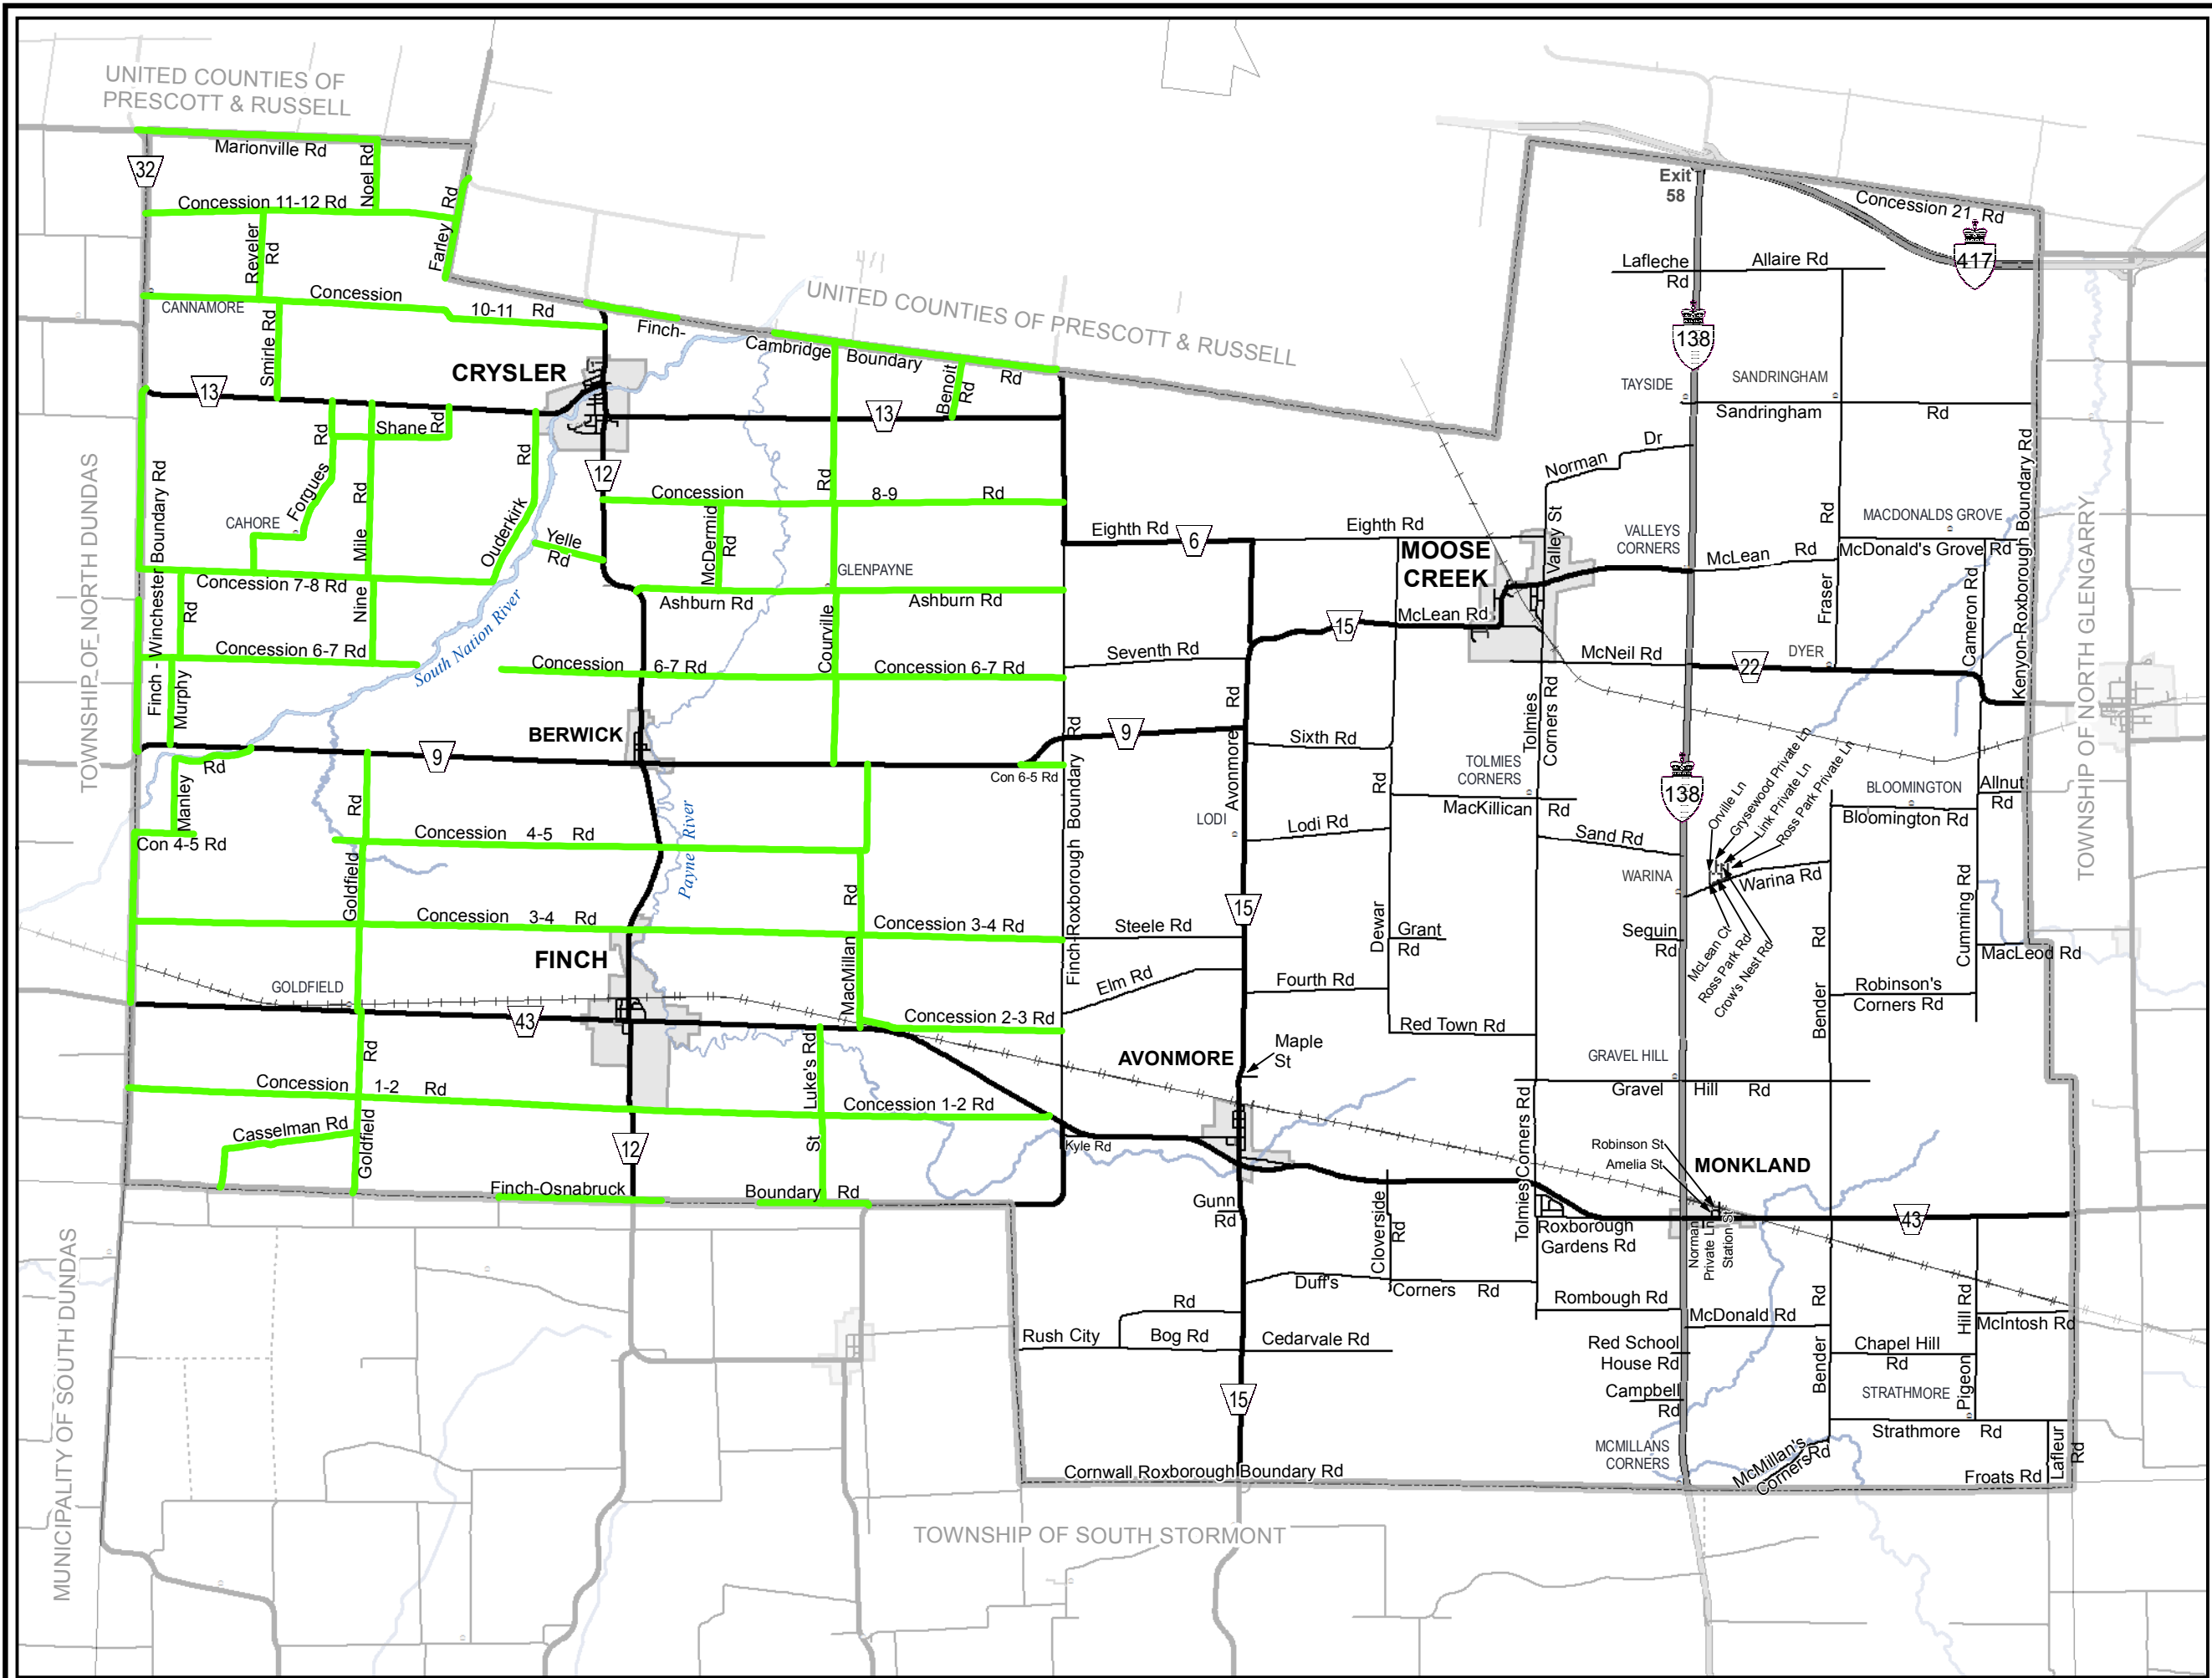 UNITED COUNTIES OF
PRESCOTT & RUSSELL
Marionville Rd
32
Noel Rd
Concession 11-12 Rd
Farley Rd
Reveler
Rd
CANNAMORE
Concession
10-11 Rd
Smirle Rd
Finch-
Cambridge
Boundary
Rd
UNITED COUNTIES OF PRESCOTT & RUSSELL
Benoit
Rd
CRYSLER
13
13
Shane Rd
Forgues
Rd
CAHORE
Nine Mile Rd
Ouderkirk
Rd
Yelle
Rd
12
Concession
8-9
Rd
McDermid
Rd
Courville
Rd
GLENPAYNE
Ashburn Rd
Ashburn Rd
TOWNSHIP OF NORTH DUNDAS
Finch - Winchester Boundary Rd
Concession 7-8 Rd
Rd
Murphy
Concession 6-7 Rd
South Nation River
Concession
6-7 Rd
Concession 6-7 Rd
BERWICK
9
9
Con 6-5 Rd
Manley
Rd
Con 4-5 Rd
Rd
Goldfield
Concession 4-5 Rd
Payne River
Concession 3-4 Rd
Concession 3-4 Rd
Rd
MacMillan
FINCH
GOLDFIELD
43
Concession 2-3 Rd
Rd
Goldfield
Luke's Rd
St
Concession
1-2 Rd
Concession 1-2 Rd
Casselman Rd
12
Finch-Osnabruck
Boundary Rd
MUNICIPALITY OF SOUTH DUNDAS
Finch-Roxborough Boundary Rd
Eighth Rd
6
Eighth Rd
Seventh Rd
15
McLean Rd
MOOSE
CREEK
Valley St
Norman
Dr
Avonmore
Rd
Sixth Rd
Dewar
Rd
LODI
Lodi Rd
15
Steele Rd
Grant
Rd
Elm Rd
Fourth Rd
Red Town Rd
AVONMORE
Maple
St
Kyle Rd
Gunn
Rd
Cloverside
Rd
Duff's
Corners Rd
Rd
Rush City
Bog Rd
Cedarvale Rd
15
Cornwall Roxborough Boundary Rd
TOWNSHIP OF SOUTH STORMONT
Exit
58
Concession 21 Rd
417
Lafleche
Rd
Allaire Rd
138
TAYSIDE
SANDRINGHAM
Sandringham
Rd
VALLEYS
CORNERS
McLean Rd
MACDONALDS GROVE
McDonald's Grove Rd
Fraser
Rd
Cameron Rd
Kenyon-Roxborough Boundary Rd
TOWNSHIP OF NORTH GLENGARRY
McNeil Rd
22
DYER
Tolmies
Corners Rd
TOLMIES
CORNERS
MacKillican Rd
138
Orville Ln
Grysewood Private Ln
Link Private Ln
Ross Park Private Ln
BLOOMINGTON
Allnut
Rd
Bloomington Rd
Sand Rd
WARINA
Warina Rd
McLean Ct
Ross Park Rd
Crow's Nest Rd
Seguin
Rd
Bender
Rd
Cumming Rd
MacLeod Rd
Robinson's
Corners Rd
GRAVEL HILL
Gravel
Hill Rd
Tolmies Corners Rd
Robinson St
Amelia St
MONKLAND
43
Roxborough
Gardens Rd
Norman
Private Ln
Station St
Rombough Rd
McDonald Rd
Bender
Rd
Pigeon
Hill Rd
McIntosh Rd
Red School
House Rd
Chapel Hill
Rd
Campbell
Rd
STRATHMORE
Strathmore Rd
MCMILLANS
CORNERS
McMillan's
Corners Rd
Froats Rd
Lafleur
Rd